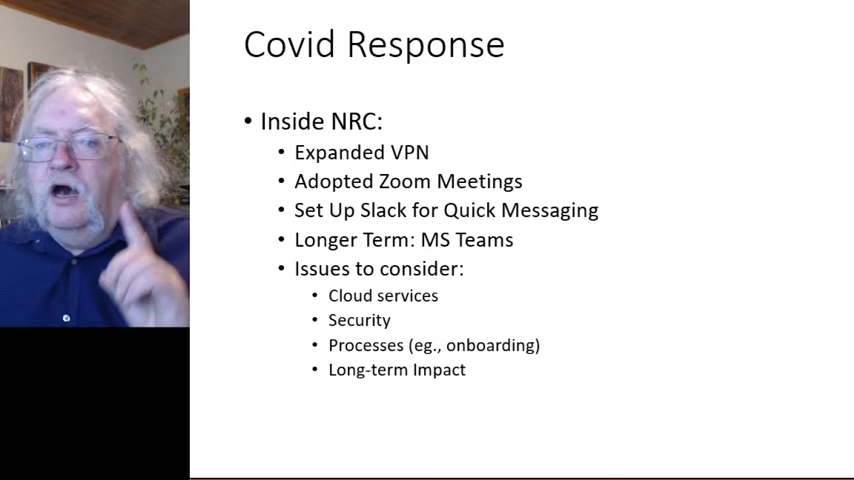 Covid Response
• Inside NRC:
• Expanded VPN
• Adopted Zoom Meetings
• Set Up Slack for Quick Messaging
• Longer Term: MS Teams
• Issues to consider:
• Cloud services
• Security
• Processes (eg., onboarding)
• Long-term Impact